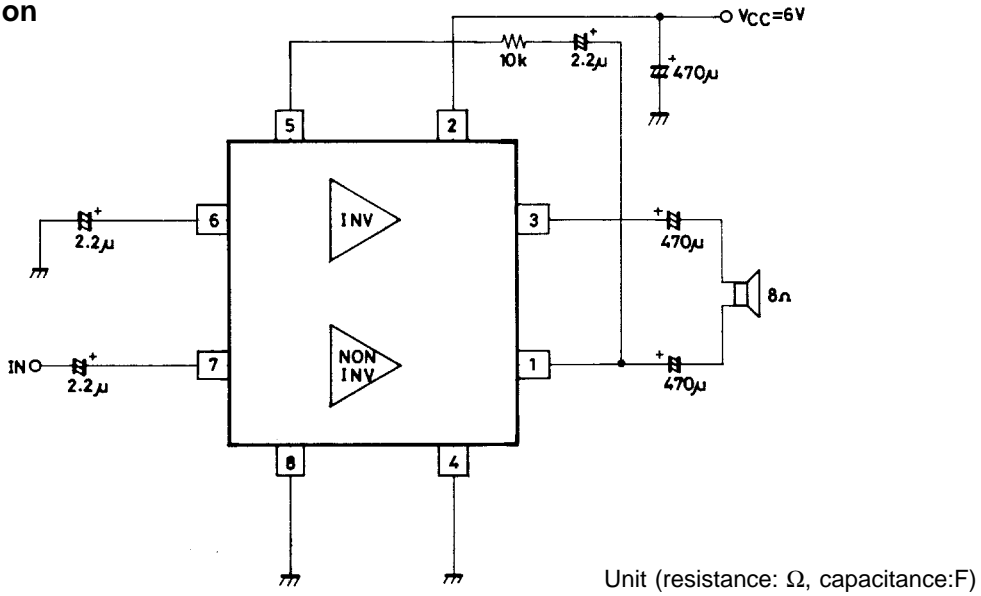 on
VCC=6V
10k
2.2μ
470μ
5
2
6
INV
3
2.2μ
470μ
8Ω
IN
7
NON
INV
1
2.2μ
470μ
8
4
Unit (resistance: Ω, capacitance:F)